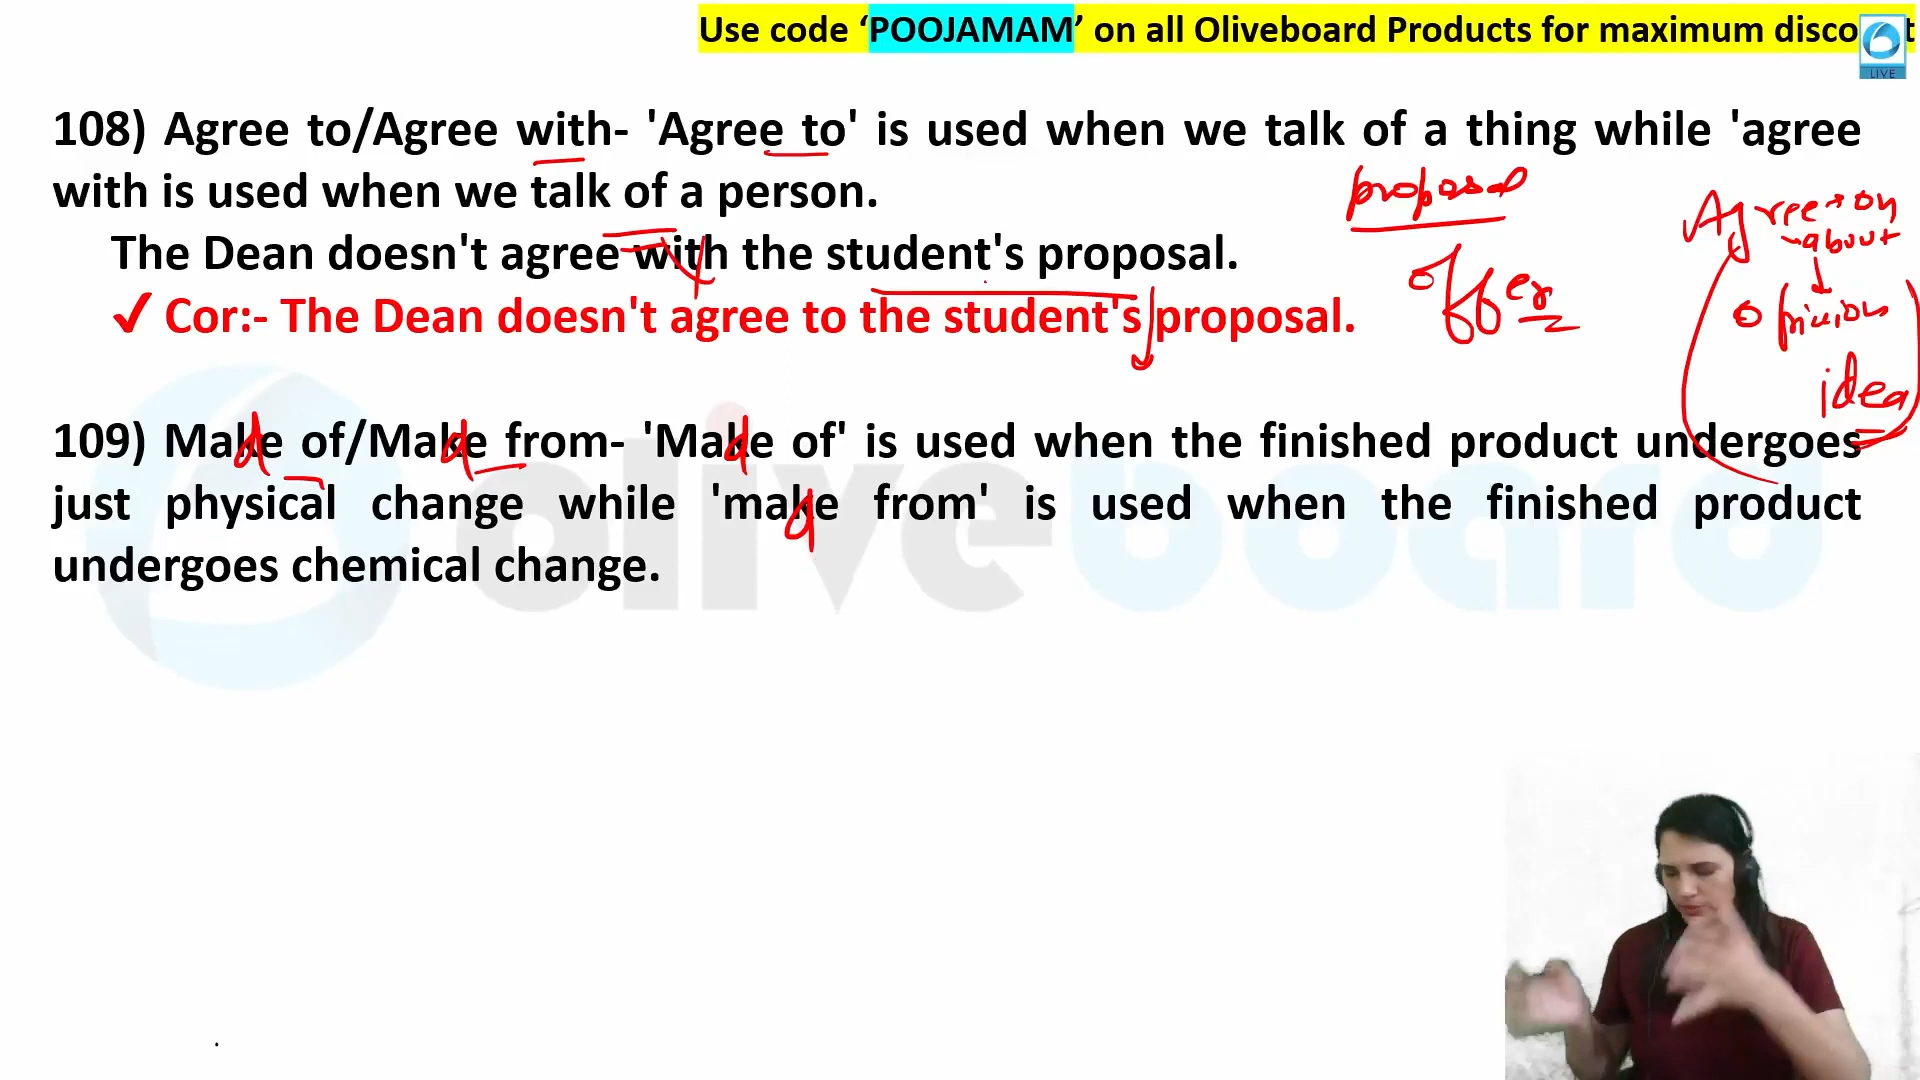 Use code ‘POOJAMAM’ on all Oliveboard Products for maximum disco t
LIVE
108) Agree to/Agree with- 'Agree to' is used when we talk of a thing while 'agree
with is used when we talk of a person.
proposal
Agree → on
about
The Dean doesn't agree with the student's proposal.
offer
✓ Cor:- The Dean doesn't agree to the student's proposal.
opinion
idea
109) Make of/Make from- 'Make of' is used when the finished product undergoes
d d d
just physical change while 'make from' is used when the finished product
d
undergoes chemical change.
oliveboard